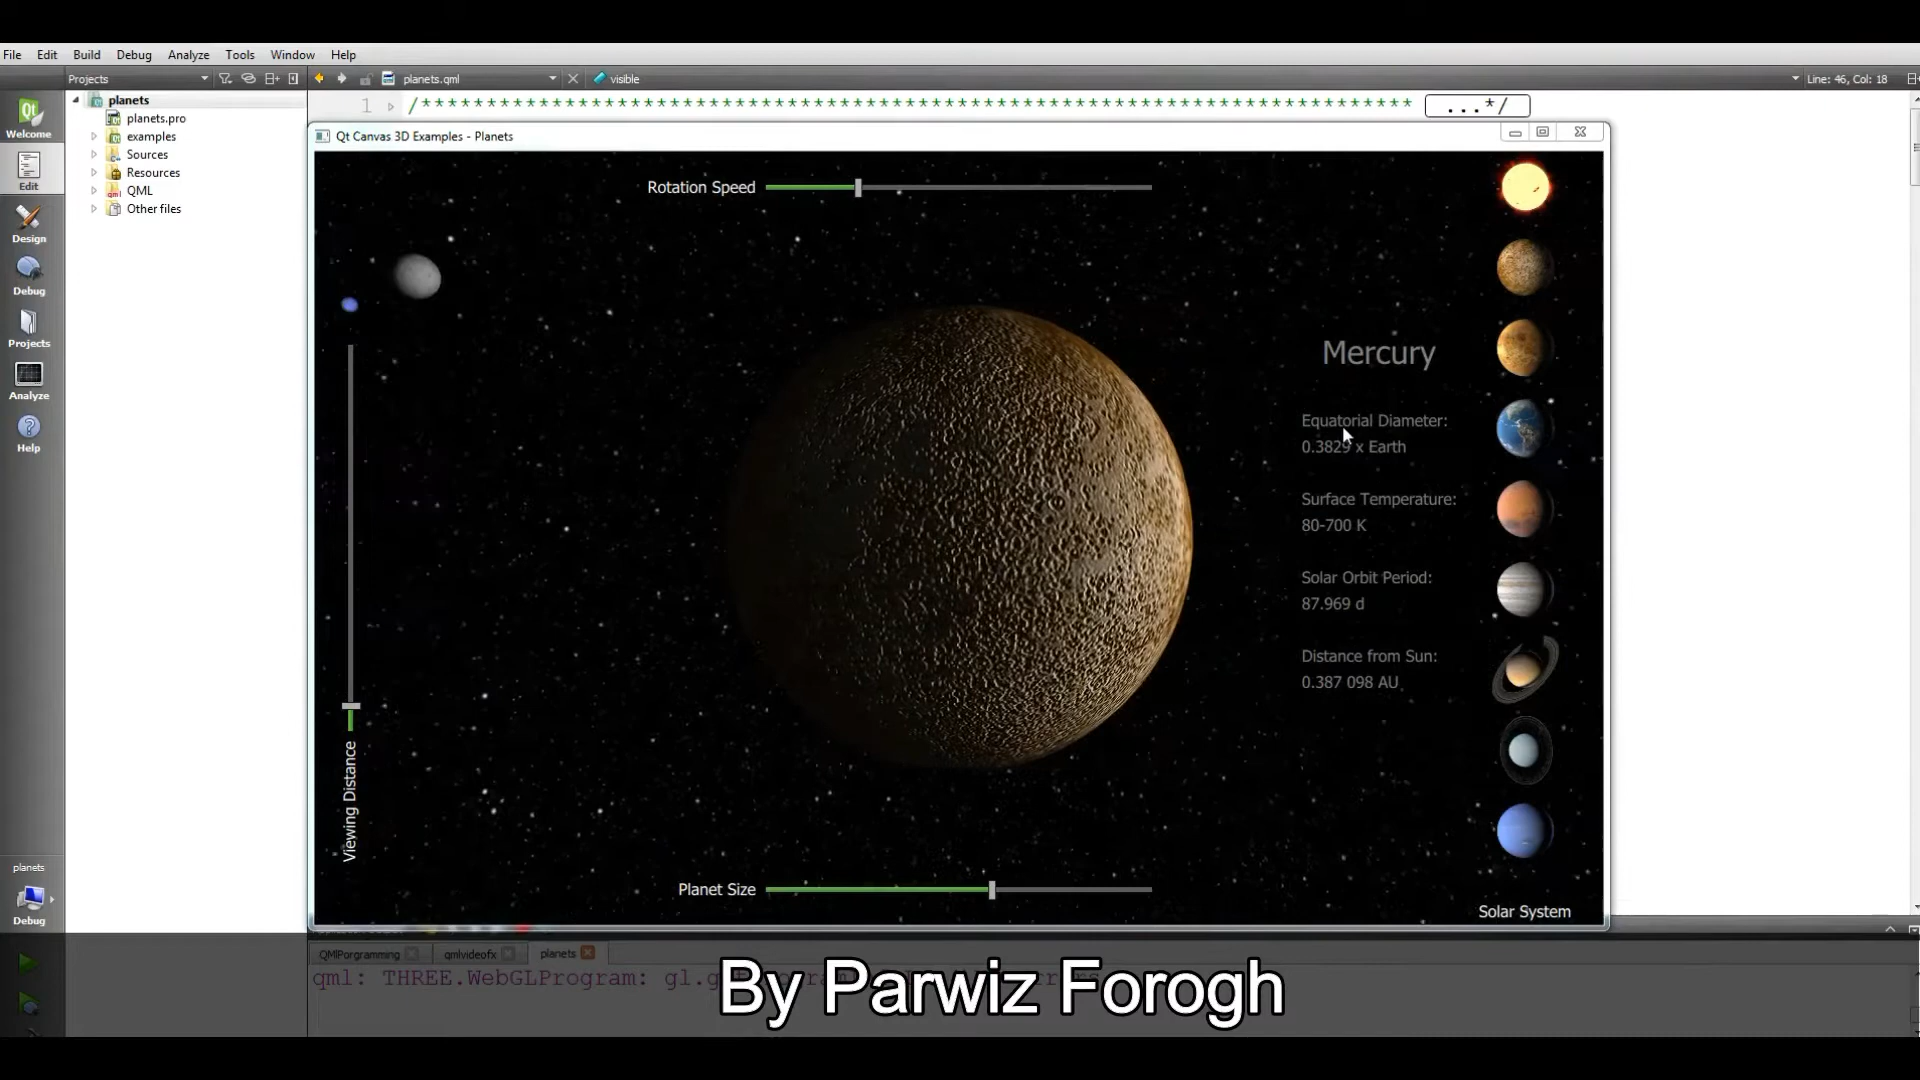 File Edit Build Debug Analyze Tools Window Help
Projects
planets.qml
visible
Line: 46, Col: 18
planets
planets.pro
examples
Sources
Resources
QML
Other files
Welcome
Edit
Design
Debug
Projects
Analyze
Help
planets
Debug
1
...*/
Qt Canvas 3D Examples - Planets
Rotation Speed
Viewing Distance
Planet Size
Mercury
Equatorial Diameter:
0.3829 x Earth
Surface Temperature:
80-700 K
Solar Orbit Period:
87.969 d
Distance from Sun:
0.387 098 AU
Solar System
QMlPorgramming
qmlvideofx
planets
qml: THREE.WebGLProgram:
By Parwiz Forogh